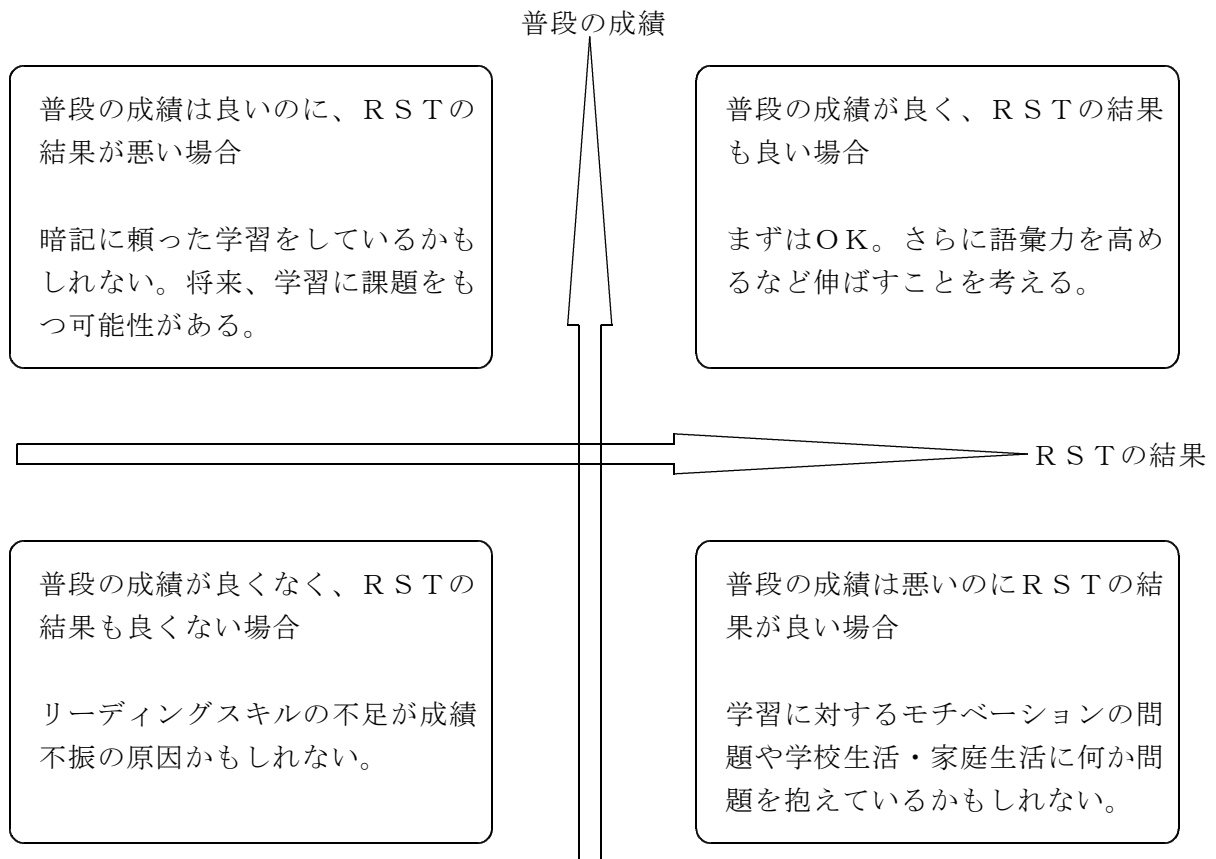 普段の成績
普段の成績は良いのに、ＲＳＴの
結果が悪い場合
暗記に頼った学習をしているかも
しれない。将来、学習に課題をも
つ可能性がある。
普段の成績が良く、ＲＳＴの結果
も良い場合
まずはＯＫ。さらに語彙力を高め
るなど伸ばすことを考える。
ＲＳＴの結果
普段の成績が良くなく、ＲＳＴの
結果も良くない場合
リーディングスキルの不足が成績
不振の原因かもしれない。
普段の成績は悪いのにＲＳＴの結
果が良い場合
学習に対するモチベーションの問
題や学校生活・家庭生活に何か問
題を抱えているかもしれない。